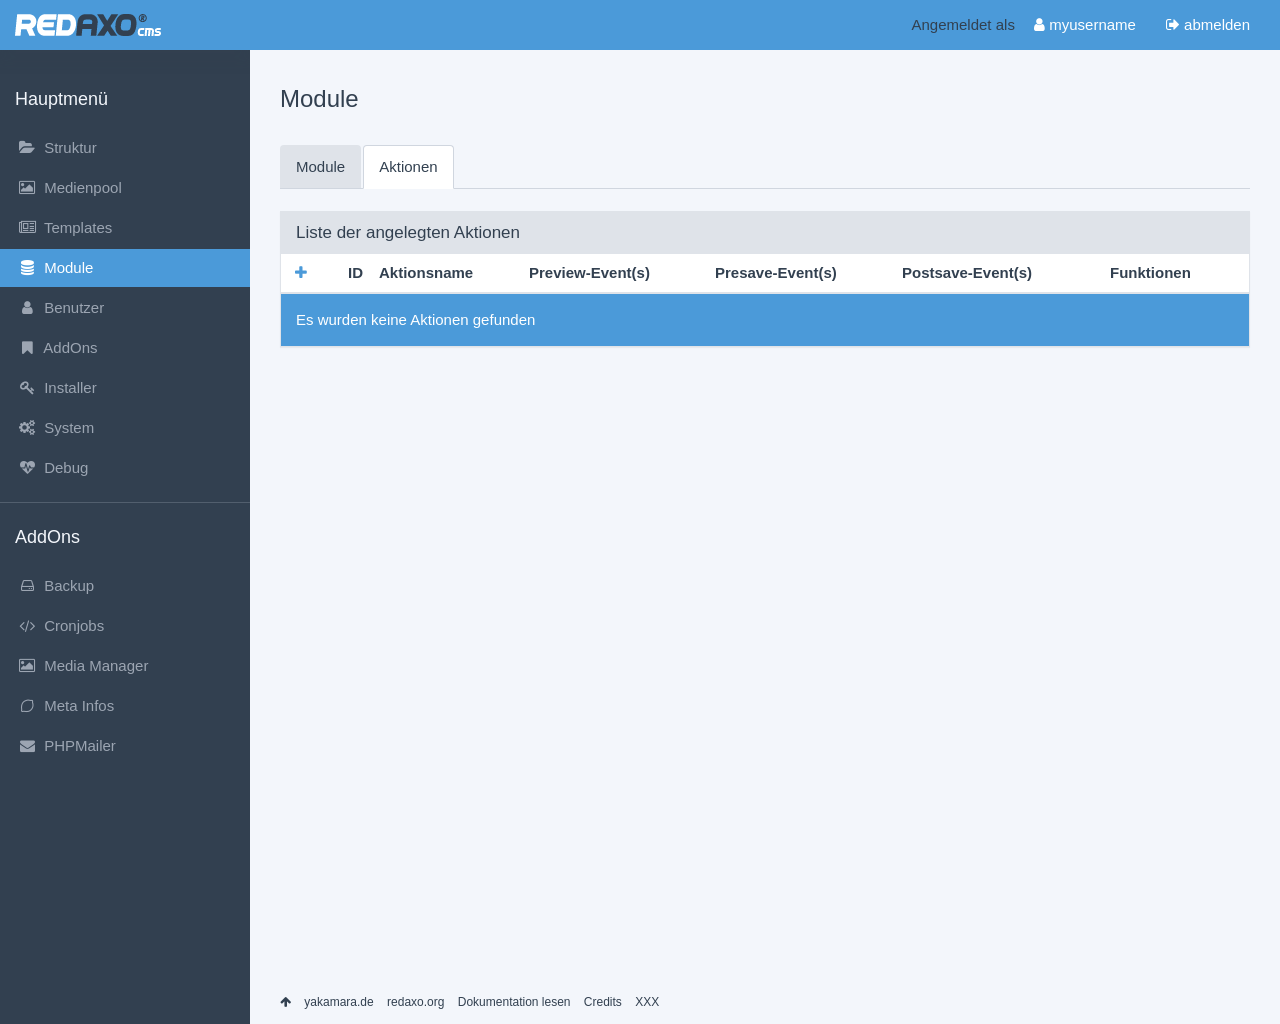 REDAXO® cms
Angemeldet als myusername abmelden
Hauptmenü
Struktur
Medienpool
Templates
Module
Benutzer
AddOns
Installer
System
Debug
AddOns
Backup
Cronjobs
Media Manager
Meta Infos
PHPMailer
Module
Module Aktionen
Liste der angelegten Aktionen
ID Aktionsname Preview-Event(s) Presave-Event(s) Postsave-Event(s) Funktionen
Es wurden keine Aktionen gefunden
yakamara.de redaxo.org Dokumentation lesen Credits XXX